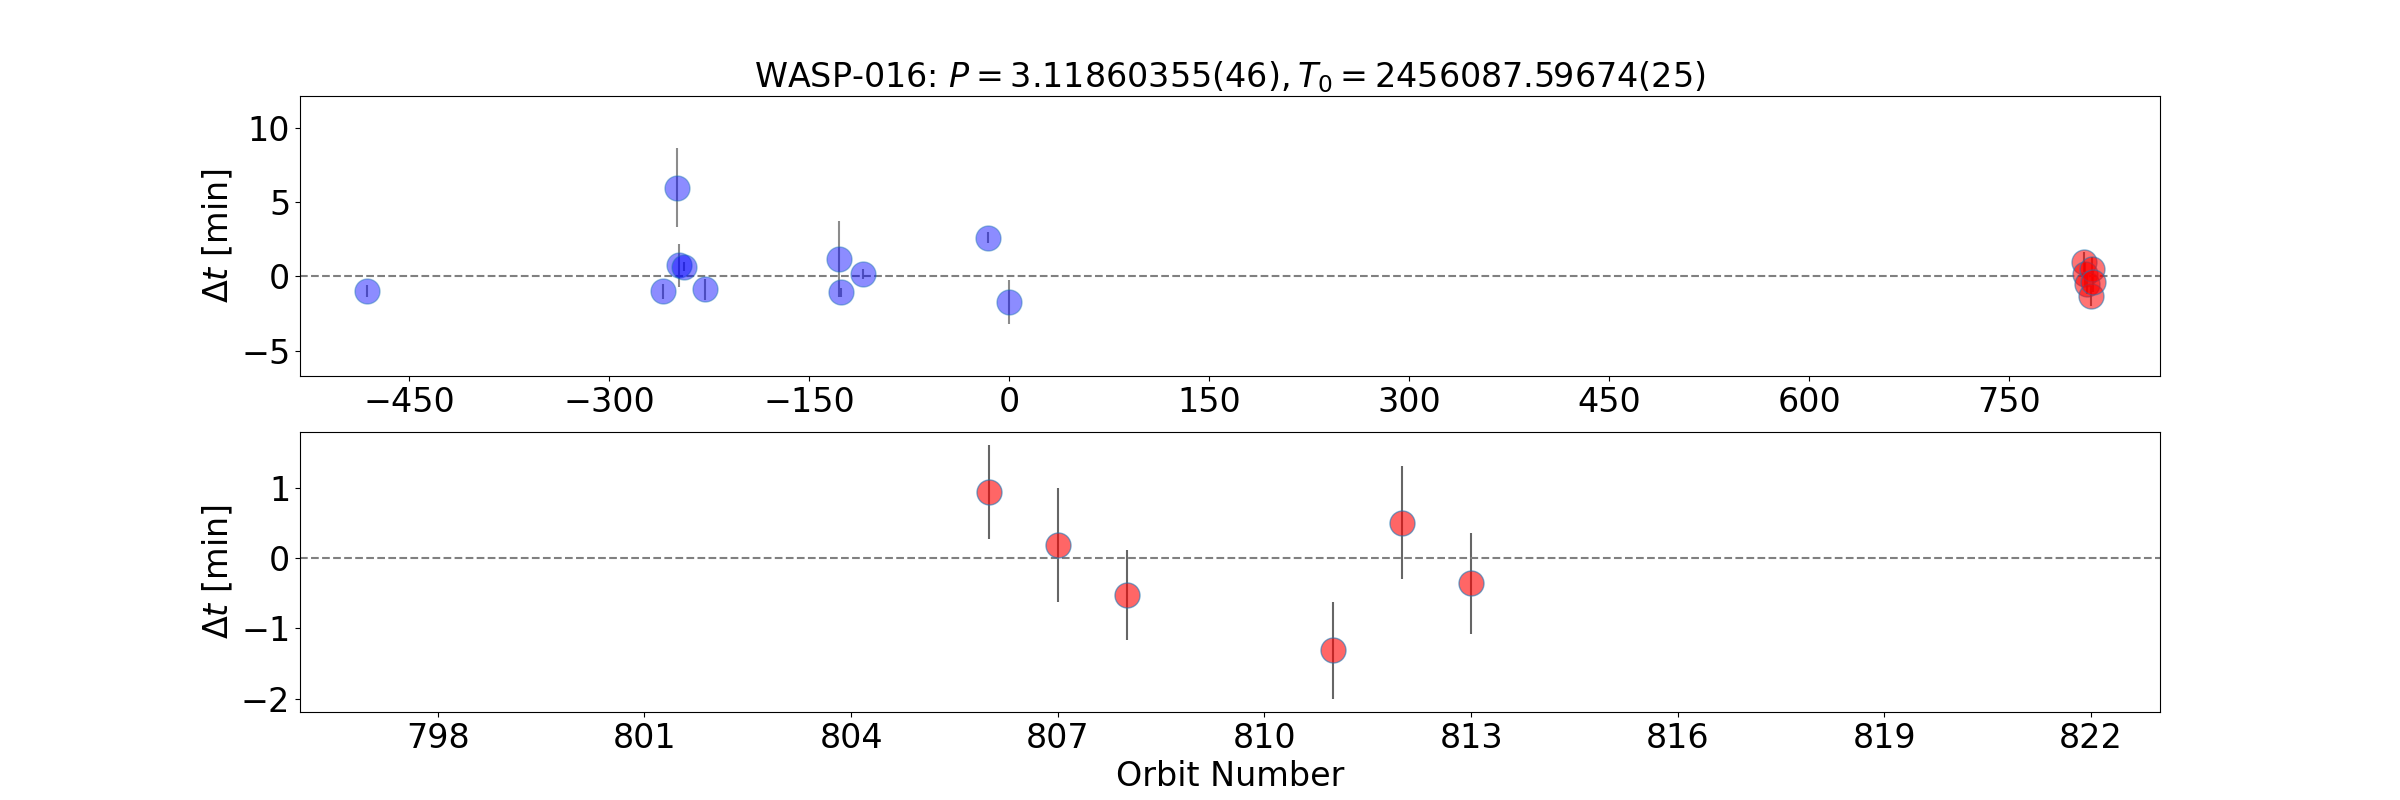 WASP-016: P = 3.11860355(46), T₀ = 2456087.59674(25)
Δt [min]
10
5
0
−5
−450 −300 −150 0 150 300 450 600 750
Δt [min]
1
0
−1
−2
798 801 804 807 810 813 816 819 822
Orbit Number